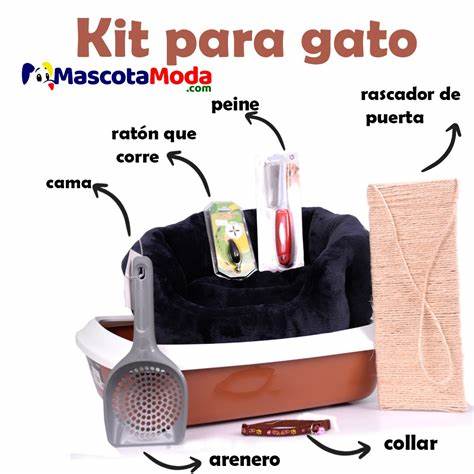 Kit para gato
MascotaModa
.com
peine
rascador de
puerta
ratón que
corre
cama
collar
arenero